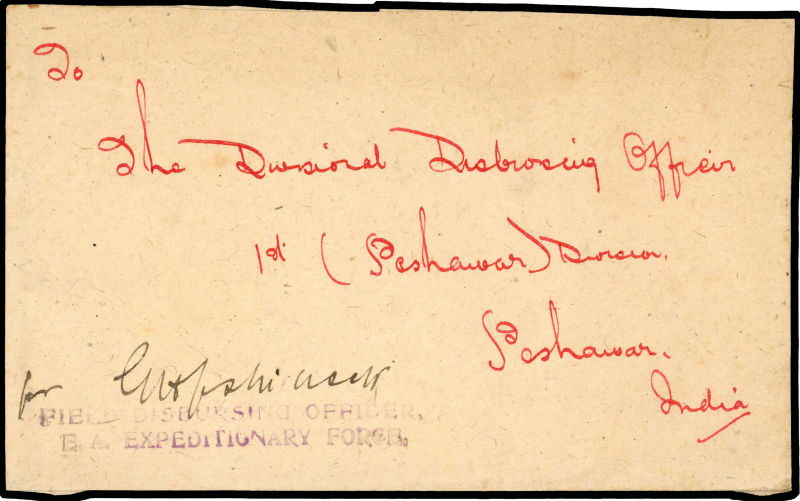 To
The Divisional Disbursing Officer
1st (Peshawar) Division.
Peshawar.
India
for
FIELD DISBURSING OFFICER,
E. A. EXPEDITIONARY FORCE.